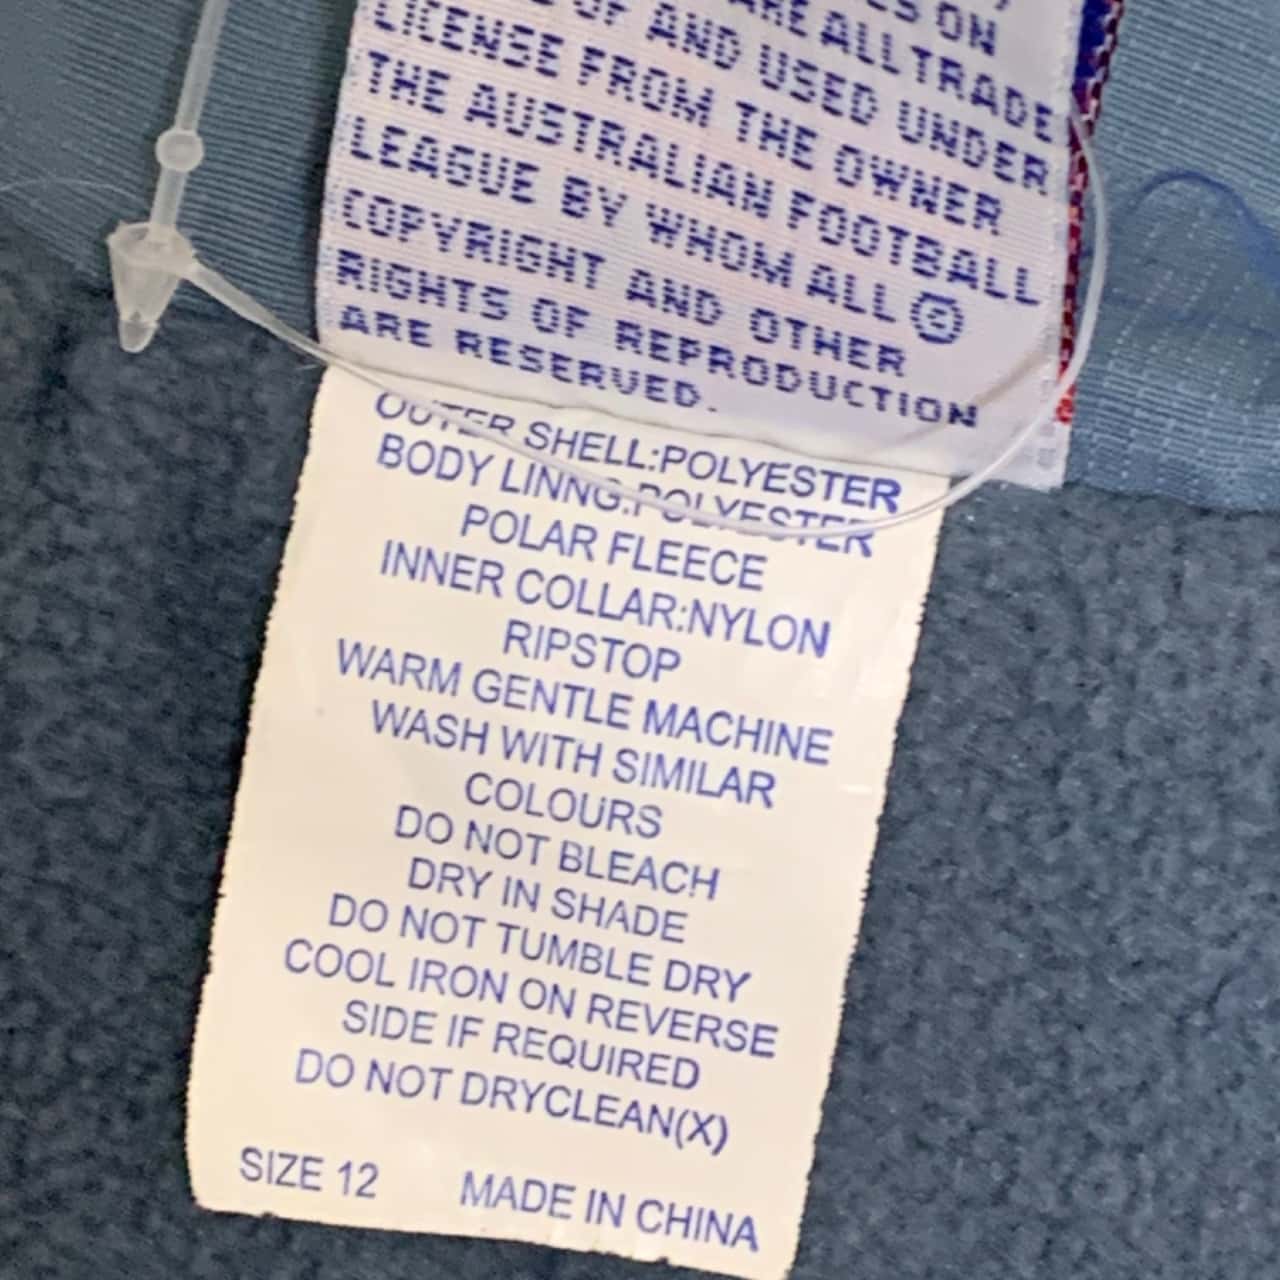 ON
ARE ALL TRADE
OF AND USED UNDER
LICENSE FROM THE OWNER
THE AUSTRALIAN FOOTBALL
LEAGUE BY WHOM ALL ©
COPYRIGHT AND OTHER
RIGHTS OF REPRODUCTION
ARE RESERVED.
OUTER SHELL:POLYESTER
BODY LINNG:POLYESTER
POLAR FLEECE
INNER COLLAR:NYLON
RIPSTOP
WARM GENTLE MACHINE
WASH WITH SIMILAR
COLOURS
DO NOT BLEACH
DRY IN SHADE
DO NOT TUMBLE DRY
COOL IRON ON REVERSE
SIDE IF REQUIRED
DO NOT DRYCLEAN(X)
SIZE 12 MADE IN CHINA